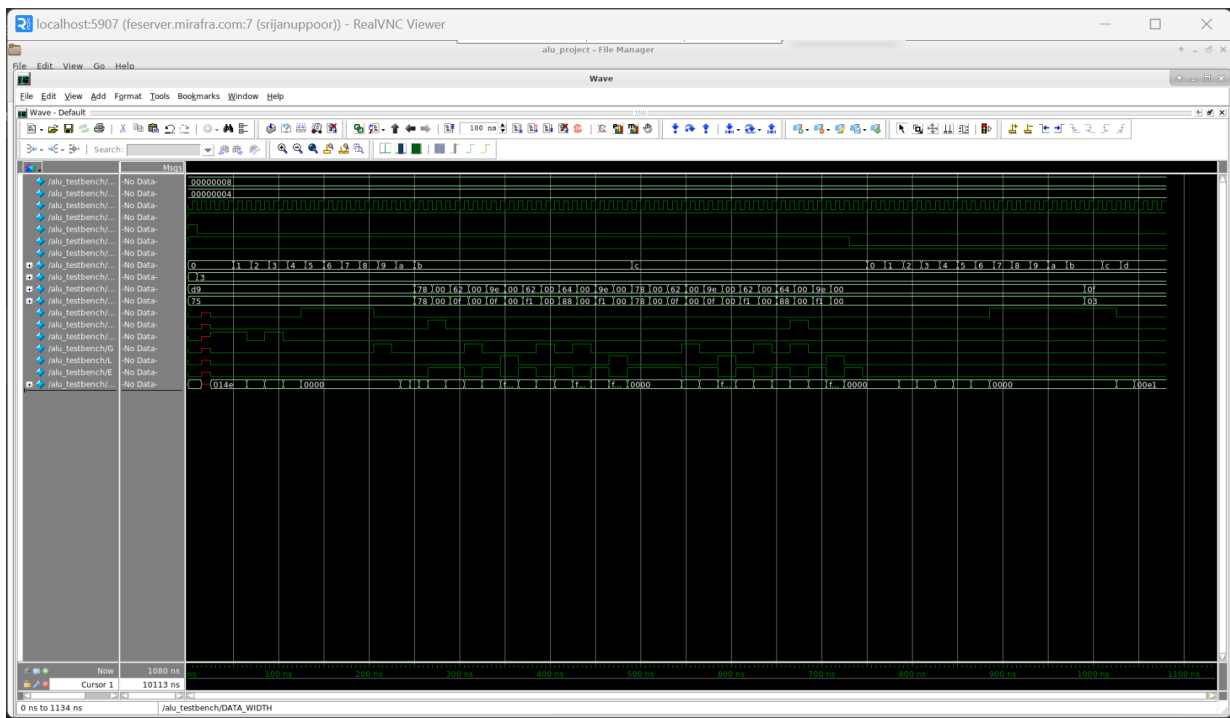 localhost:5907 (feserver.mirafra.com:7 (srijanuppoor)) - RealVNC Viewer
alu_project - File Manager
File Edit View Go Help
Wave
File Edit View Add Format Tools Bookmarks Window Help
Wave - Default
100 ns
Search:
Msgs
/alu_testbench/... -No Data- 00000008
/alu_testbench/... -No Data- 00000004
/alu_testbench/... -No Data-
/alu_testbench/... -No Data-
/alu_testbench/... -No Data-
/alu_testbench/... -No Data-
/alu_testbench/... -No Data-
/alu_testbench/... -No Data- 0 1 2 3 4 5 6 7 8 9 a b c 0 1 2 3 4 5 6 7 8 9 a b c d
/alu_testbench/... -No Data- 3
/alu_testbench/... -No Data- d9 78 00 62 00 9e 00 62 00 64 00 9e 00 78 00 62 00 9e 00 62 00 64 00 9e 00 0f
/alu_testbench/... -No Data- 75 78 00 0f 00 0f 00 f1 00 88 00 f1 00 78 00 0f 00 0f 00 f1 00 88 00 f1 00 03
/alu_testbench/... -No Data-
/alu_testbench/... -No Data-
/alu_testbench/... -No Data-
/alu_testbench/G -No Data-
/alu_testbench/L -No Data-
/alu_testbench/E -No Data-
/alu_testbench/... -No Data- 014e 0000 f... f... f... 0000 f... f... 0000 0000 00e1
Now 1080 ns ns 100 ns 200 ns 300 ns 400 ns 500 ns 600 ns 700 ns 800 ns 900 ns 1000 ns 1100 ns
Cursor 1 10113 ns
0 ns to 1134 ns /alu_testbench/DATA_WIDTH